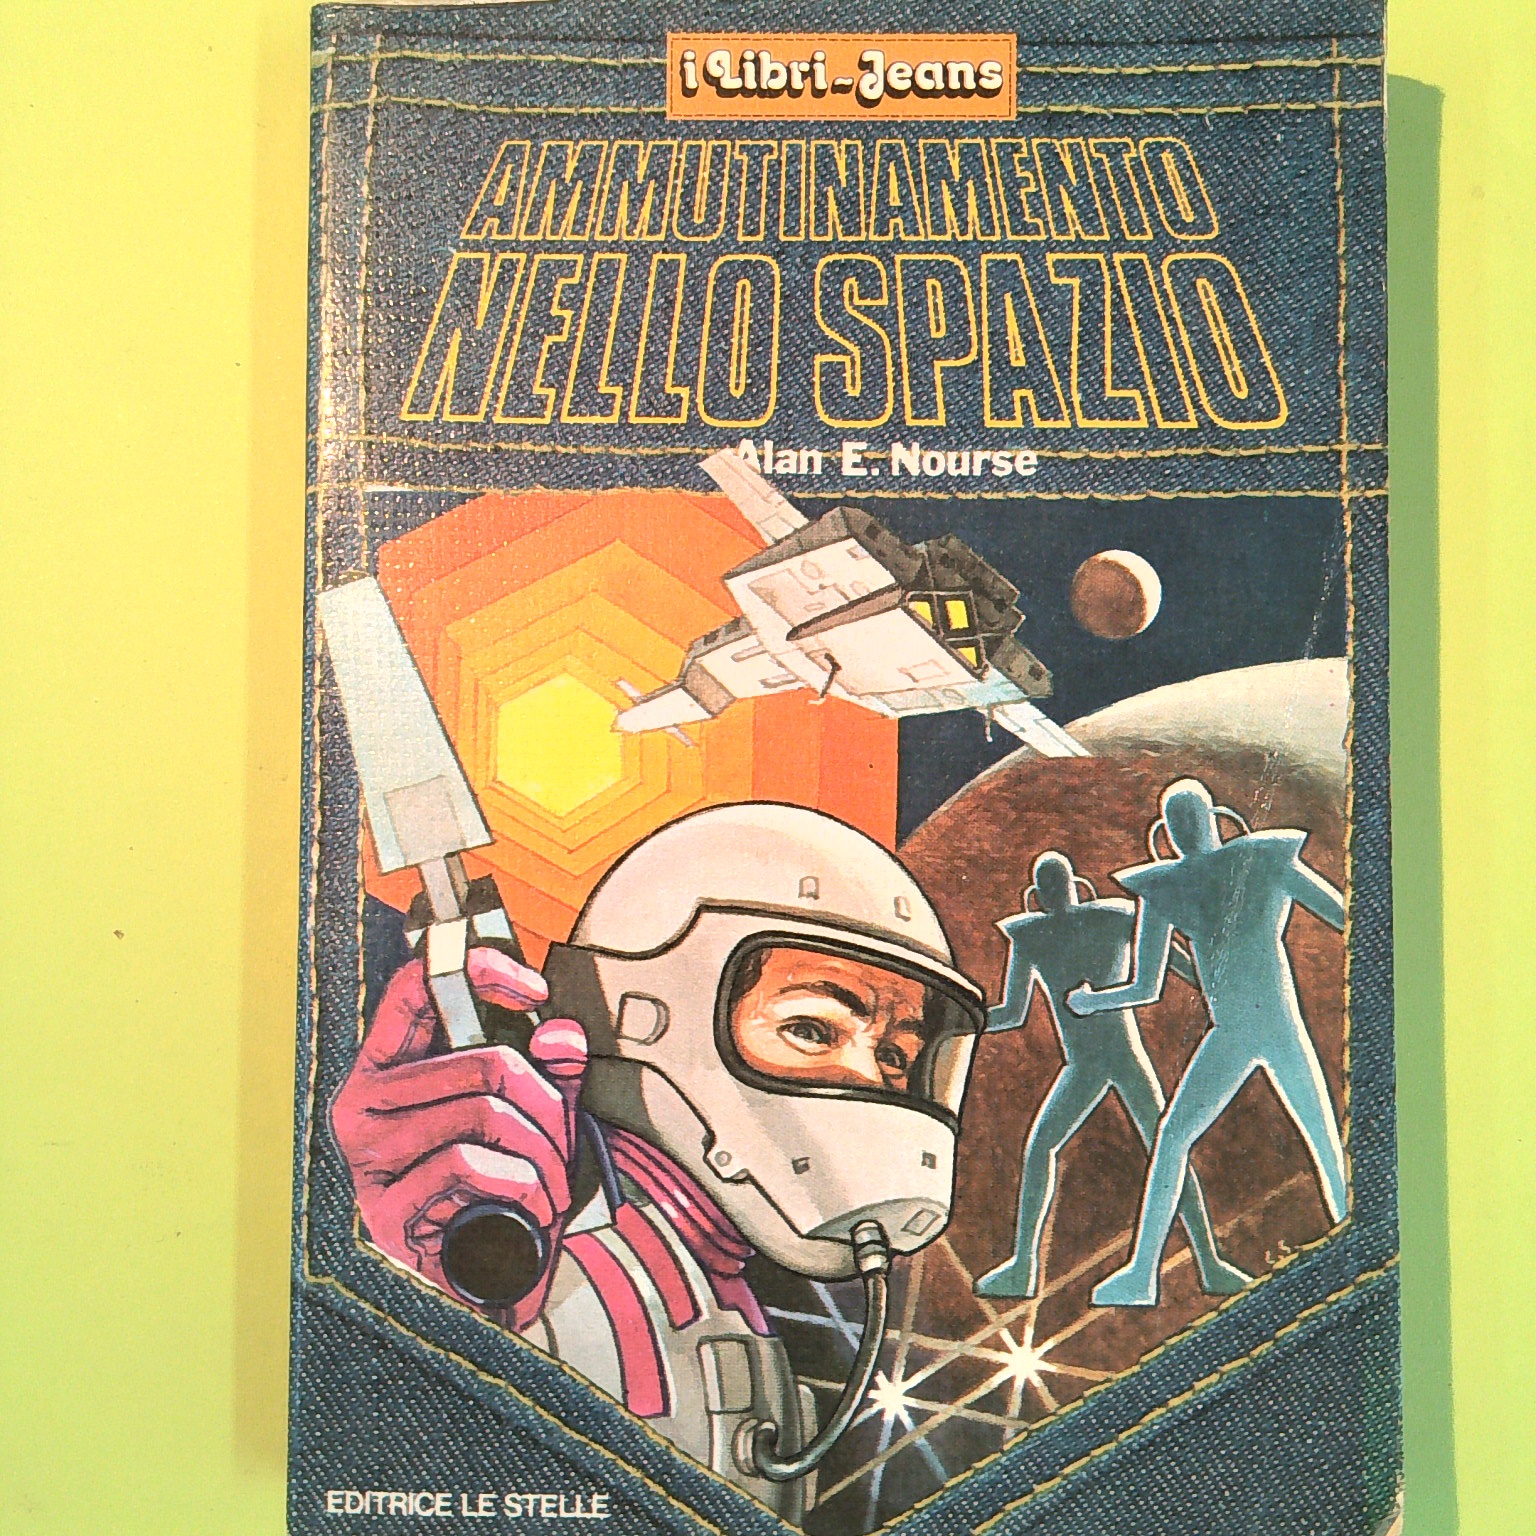 i Libri-Jeans
AMMUTINAMENTO
NELLO SPAZIO
Alan E. Nourse
C.S.
EDITRICE LE STELLE